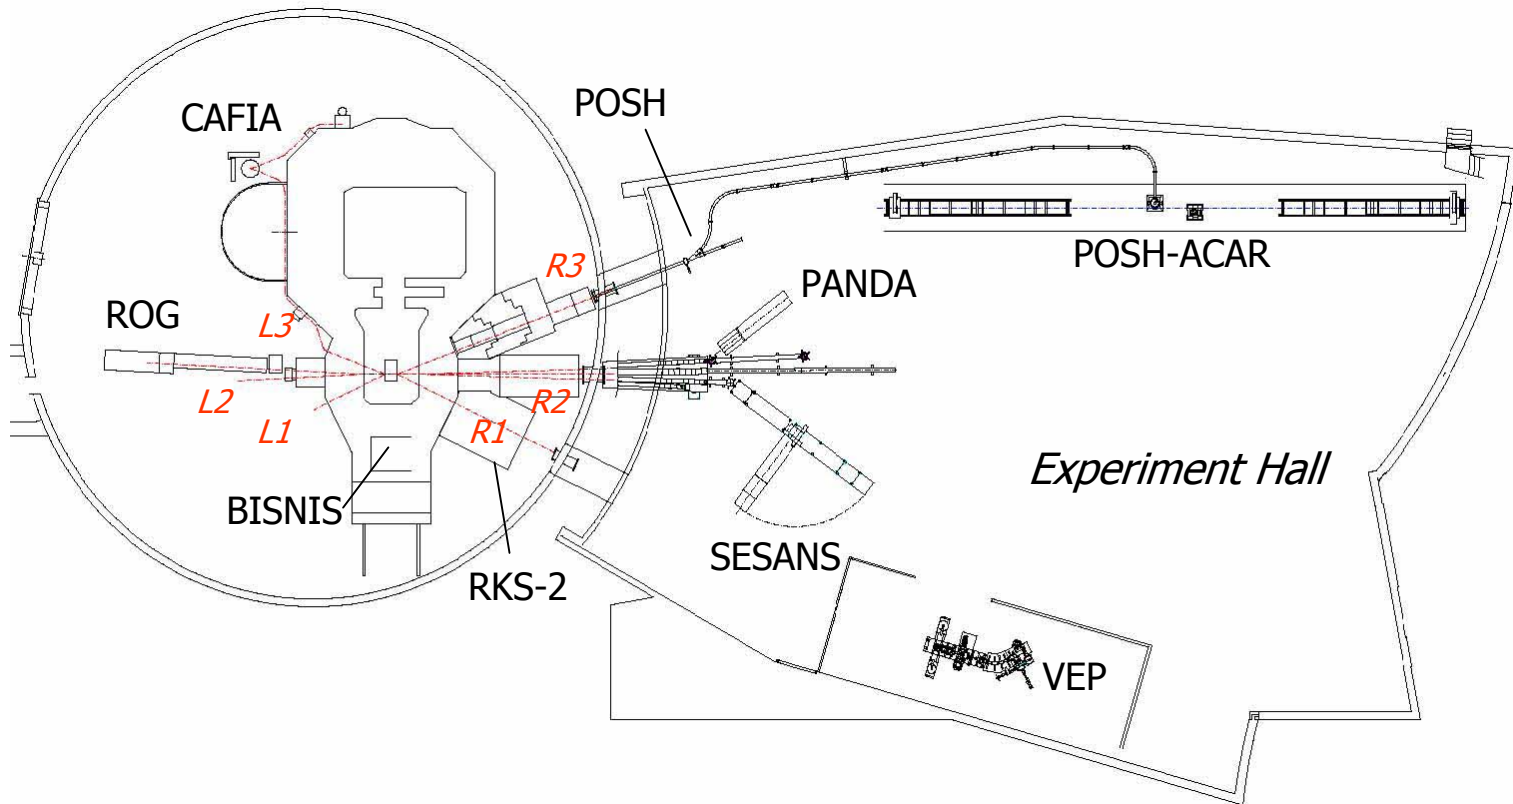 POSH
CAFIA
POSH-ACAR
R3
PANDA
ROG
L3
L2
R2
L1
R1
Experiment Hall
BISNIS
SESANS
RKS-2
VEP